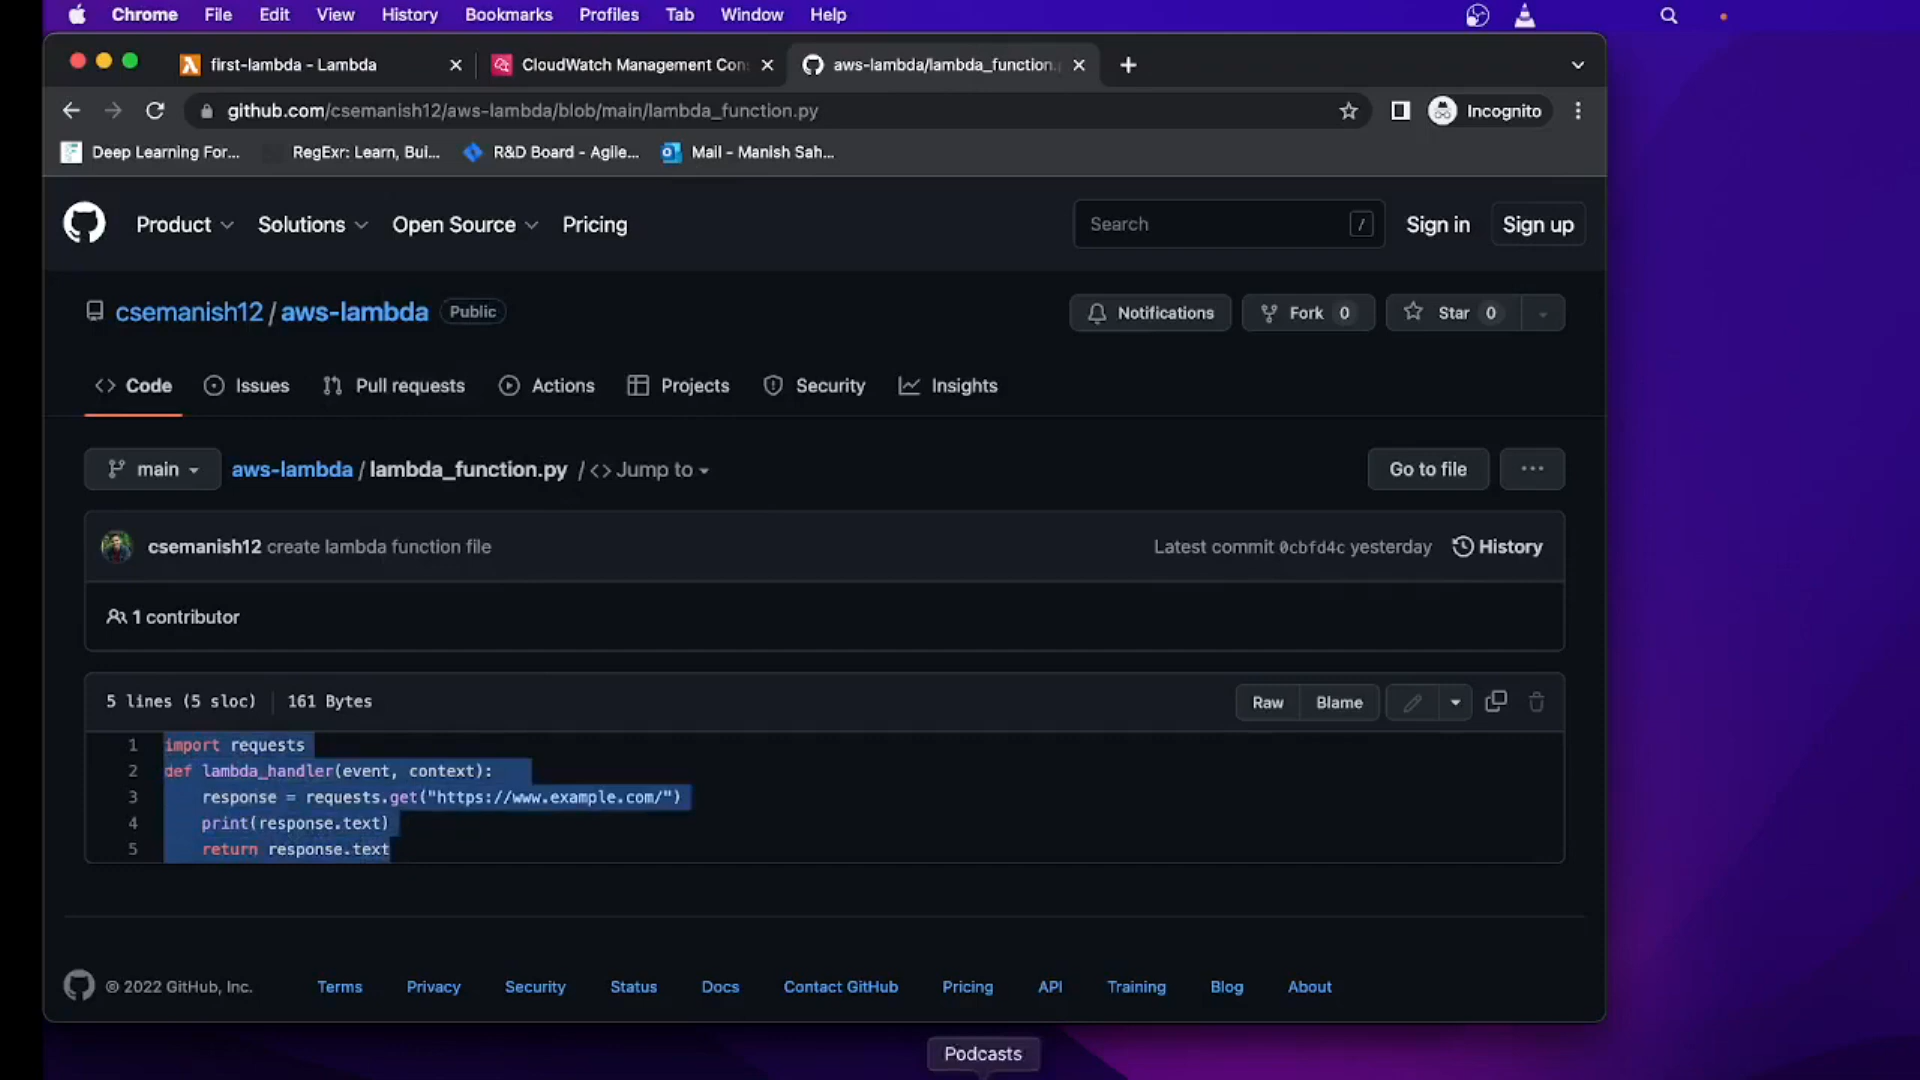 Chrome File Edit View History Bookmarks Profiles Tab Window Help
first-lambda - Lambda
CloudWatch Management Con
aws-lambda/lambda_function.
github.com/csemanish12/aws-lambda/blob/main/lambda_function.py
Incognito
Deep Learning For...
RegExr: Learn, Bui...
R&D Board - Agile...
Mail - Manish Sah...
Product Solutions Open Source Pricing
Search /
Sign in
Sign up
csemanish12 / aws-lambda Public
Notifications
Fork 0
Star 0
<> Code Issues Pull requests Actions Projects Security Insights
main
aws-lambda / lambda_function.py / <> Jump to
Go to file
...
csemanish12 create lambda function file
Latest commit 0cbfd4c yesterday
History
1 contributor
5 lines (5 sloc) 161 Bytes
Raw Blame
1 import requests
2 def lambda_handler(event, context):
3 response = requests.get("https://www.example.com/")
4 print(response.text)
5 return response.text
© 2022 GitHub, Inc. Terms Privacy Security Status Docs Contact GitHub Pricing API Training Blog About
Podcasts